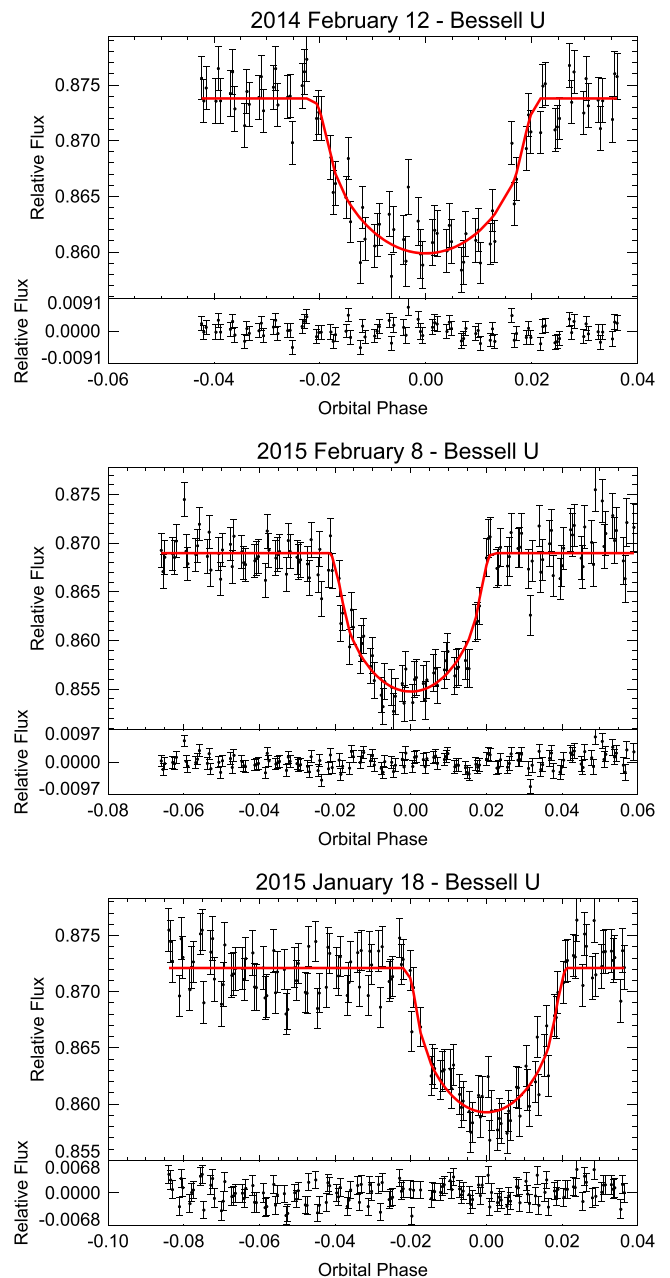 2014 February 12 - Bessell U
0.875
0.870
0.865
0.860
Relative Flux
0.0091
0.0000
-0.0091
Relative Flux
-0.06 -0.04 -0.02 0.00 0.02 0.04
Orbital Phase
2015 February 8 - Bessell U
0.875
0.870
0.865
0.860
0.855
Relative Flux
0.0097
0.0000
-0.0097
Relative Flux
-0.08 -0.06 -0.04 -0.02 0.00 0.02 0.04 0.06
Orbital Phase
2015 January 18 - Bessell U
0.875
0.870
0.865
0.860
0.855
Relative Flux
0.0068
0.0000
-0.0068
Relative Flux
-0.10 -0.08 -0.06 -0.04 -0.02 0.00 0.02 0.04
Orbital Phase